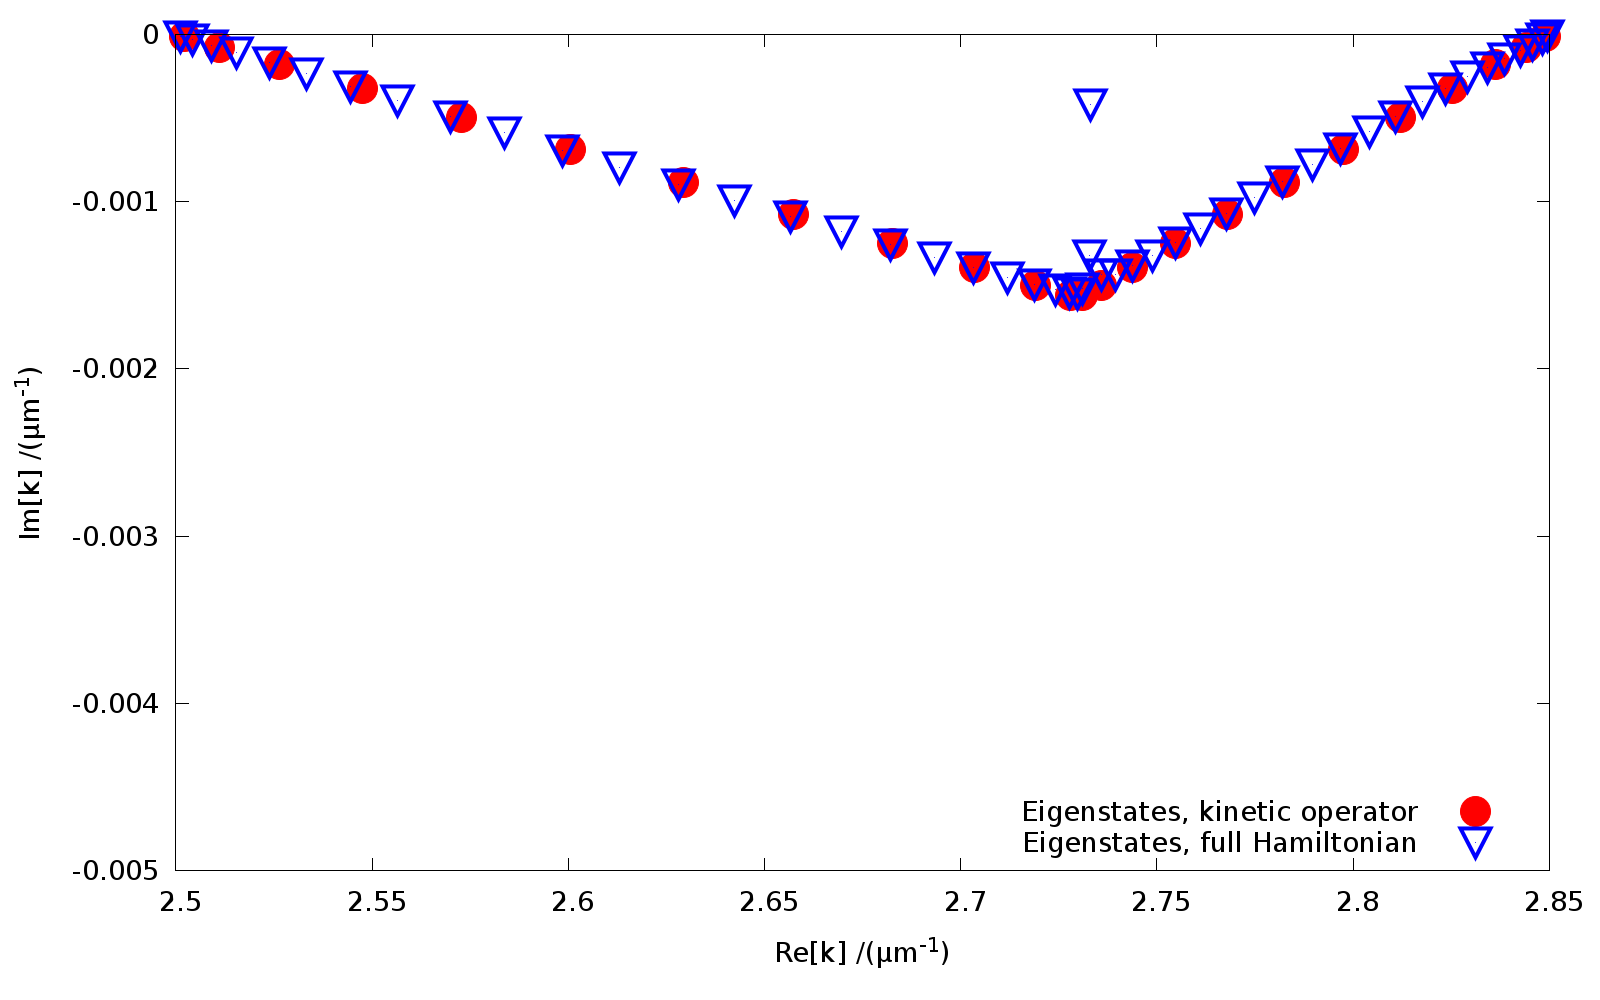 0
-0.001
-0.002
-0.003
-0.004
-0.005
2.5 2.55 2.6 2.65 2.7 2.75 2.8 2.85
Im[k] /(µm⁻¹)
Re[k] /(µm⁻¹)
Eigenstates, kinetic operator
Eigenstates, full Hamiltonian